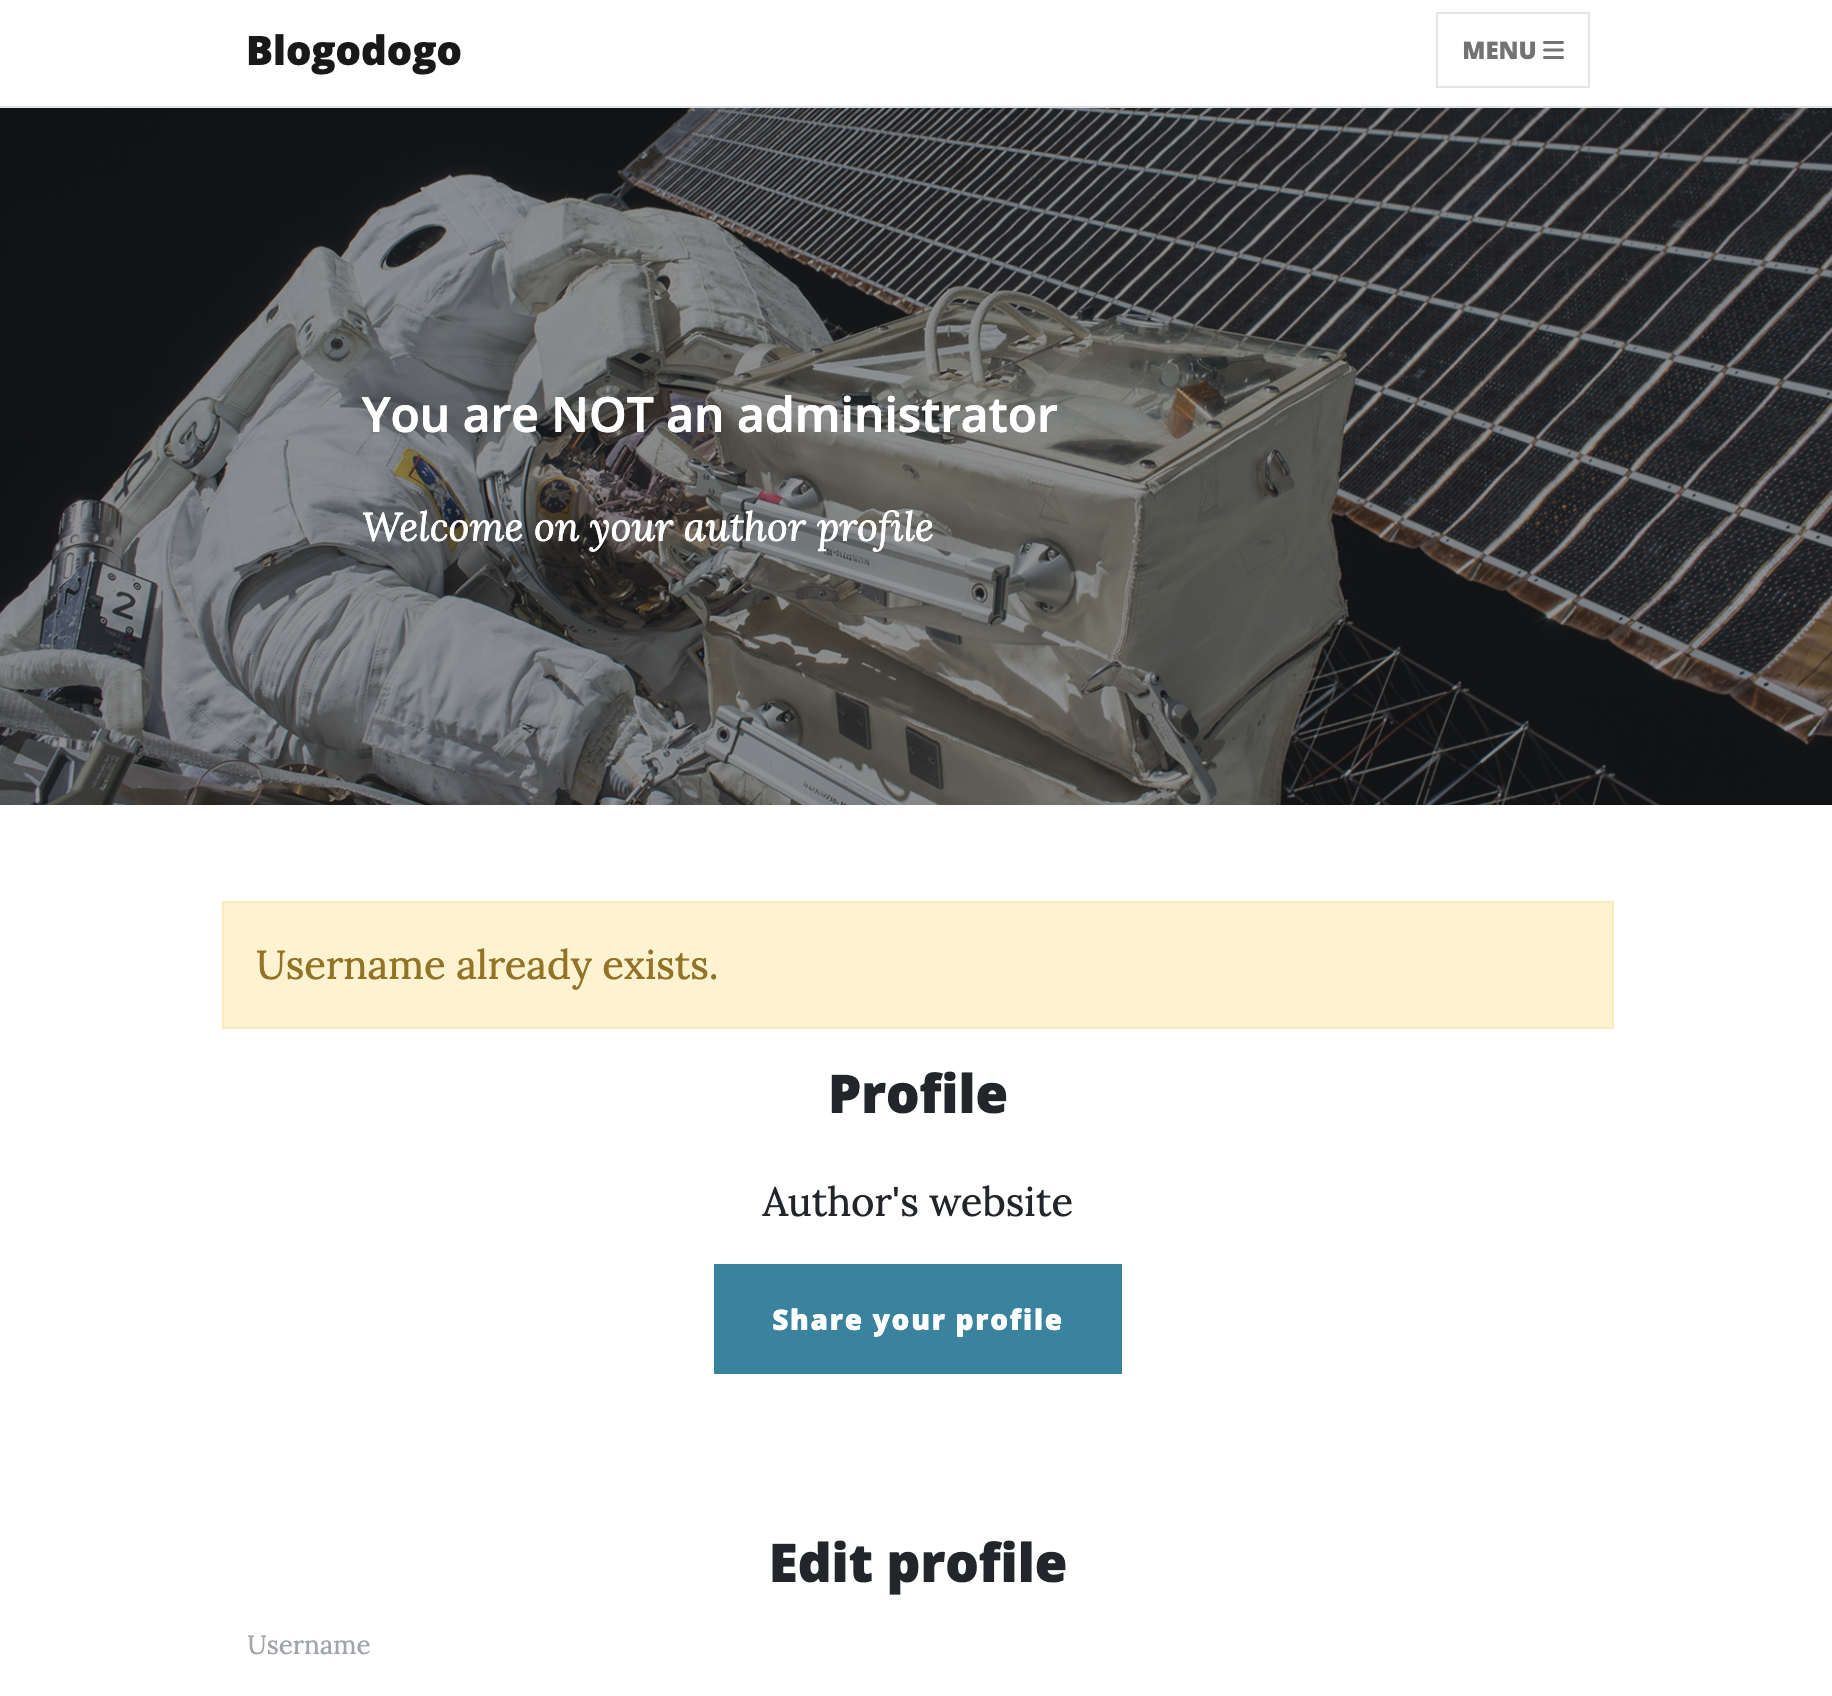 Blogodogo
MENU
You are NOT an administrator
Welcome on your author profile
2
Username already exists.
Profile
Author's website
Share your profile
Edit profile
Username